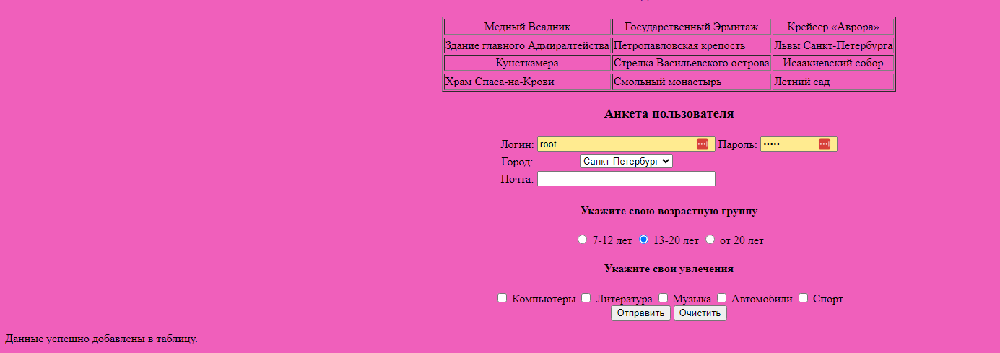 Медный Всадник Государственный Эрмитаж Крейсер «Аврора»
Здание главного Адмиралтейства Петропавловская крепость Львы Санкт-Петербурга
Кунсткамера Стрелка Васильевского острова Исаакиевский собор
Храм Спаса-на-Крови Смольный монастырь Летний сад
Анкета пользователя
Логин: root Пароль: •••••
Город: Санкт-Петербург
Почта:
Укажите свою возрастную группу
7-12 лет 13-20 лет от 20 лет
Укажите свои увлечения
Компьютеры Литература Музыка Автомобили Спорт
Отправить Очистить
Данные успешно добавлены в таблицу.